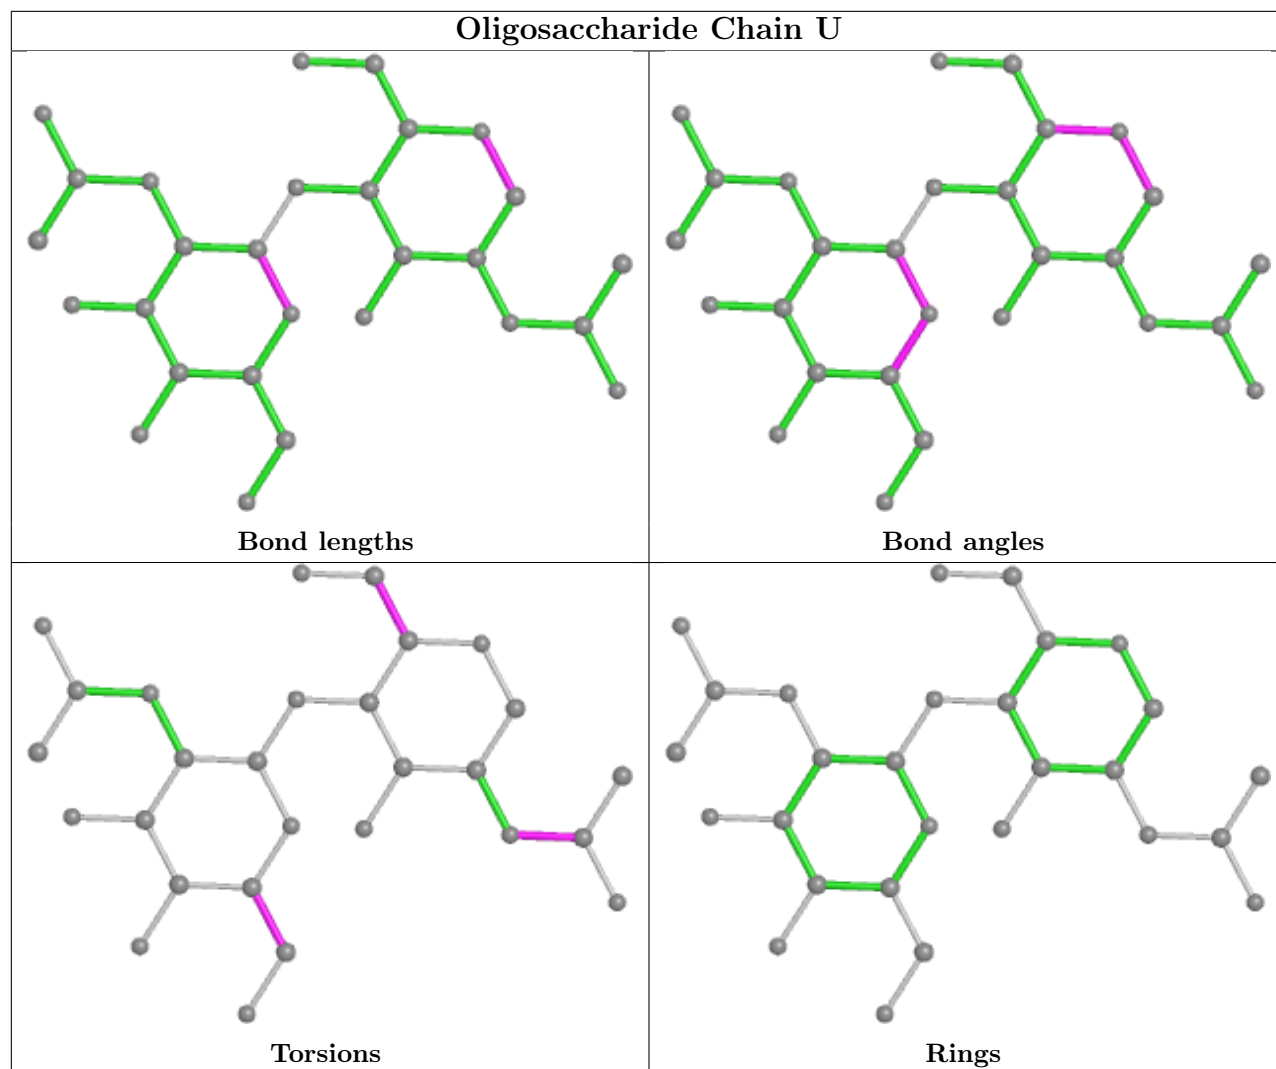 Oligosaccharide Chain U
Bond lengths
Bond angles
Torsions
Rings